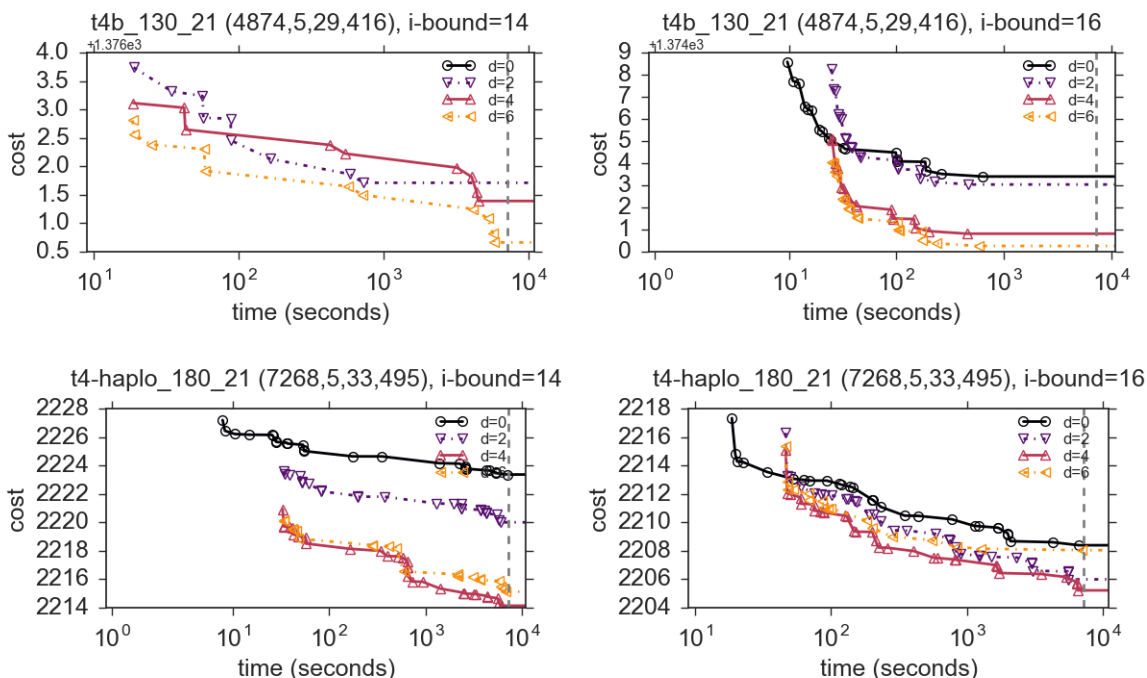 t4b_130_21 (4874,5,29,416), i-bound=14
+1.376e3
4.0
3.5
3.0
2.5
2.0
1.5
1.0
0.5
cost
d=0
d=2
d=4
d=6
10^1
10^2
10^3
10^4
time (seconds)
t4b_130_21 (4874,5,29,416), i-bound=16
+1.374e3
9
8
7
6
5
4
3
2
1
0
cost
d=0
d=2
d=4
d=6
10^0
10^1
10^2
10^3
10^4
time (seconds)
t4-haplo_180_21 (7268,5,33,495), i-bound=14
2228
2226
2224
2222
2220
2218
2216
2214
cost
d=0
d=2
d=4
d=6
10^0
10^1
10^2
10^3
10^4
time (seconds)
t4-haplo_180_21 (7268,5,33,495), i-bound=16
2218
2216
2214
2212
2210
2208
2206
2204
cost
d=0
d=2
d=4
d=6
10^1
10^2
10^3
10^4
time (seconds)